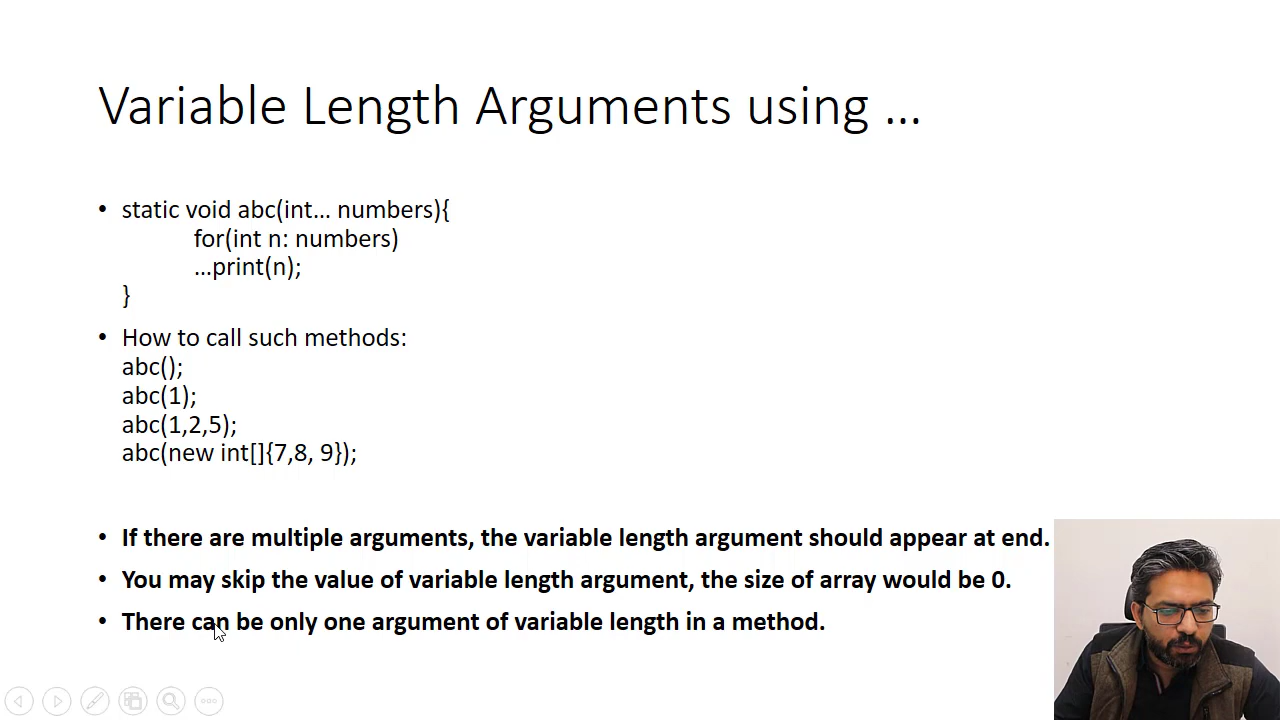 Variable Length Arguments using ...
• static void abc(int... numbers){
for(int n: numbers)
...print(n);
}
• How to call such methods:
abc();
abc(1);
abc(1,2,5);
abc(new int[]{7,8, 9});
• If there are multiple arguments, the variable length argument should appear at end.
• You may skip the value of variable length argument, the size of array would be 0.
• There can be only one argument of variable length in a method.